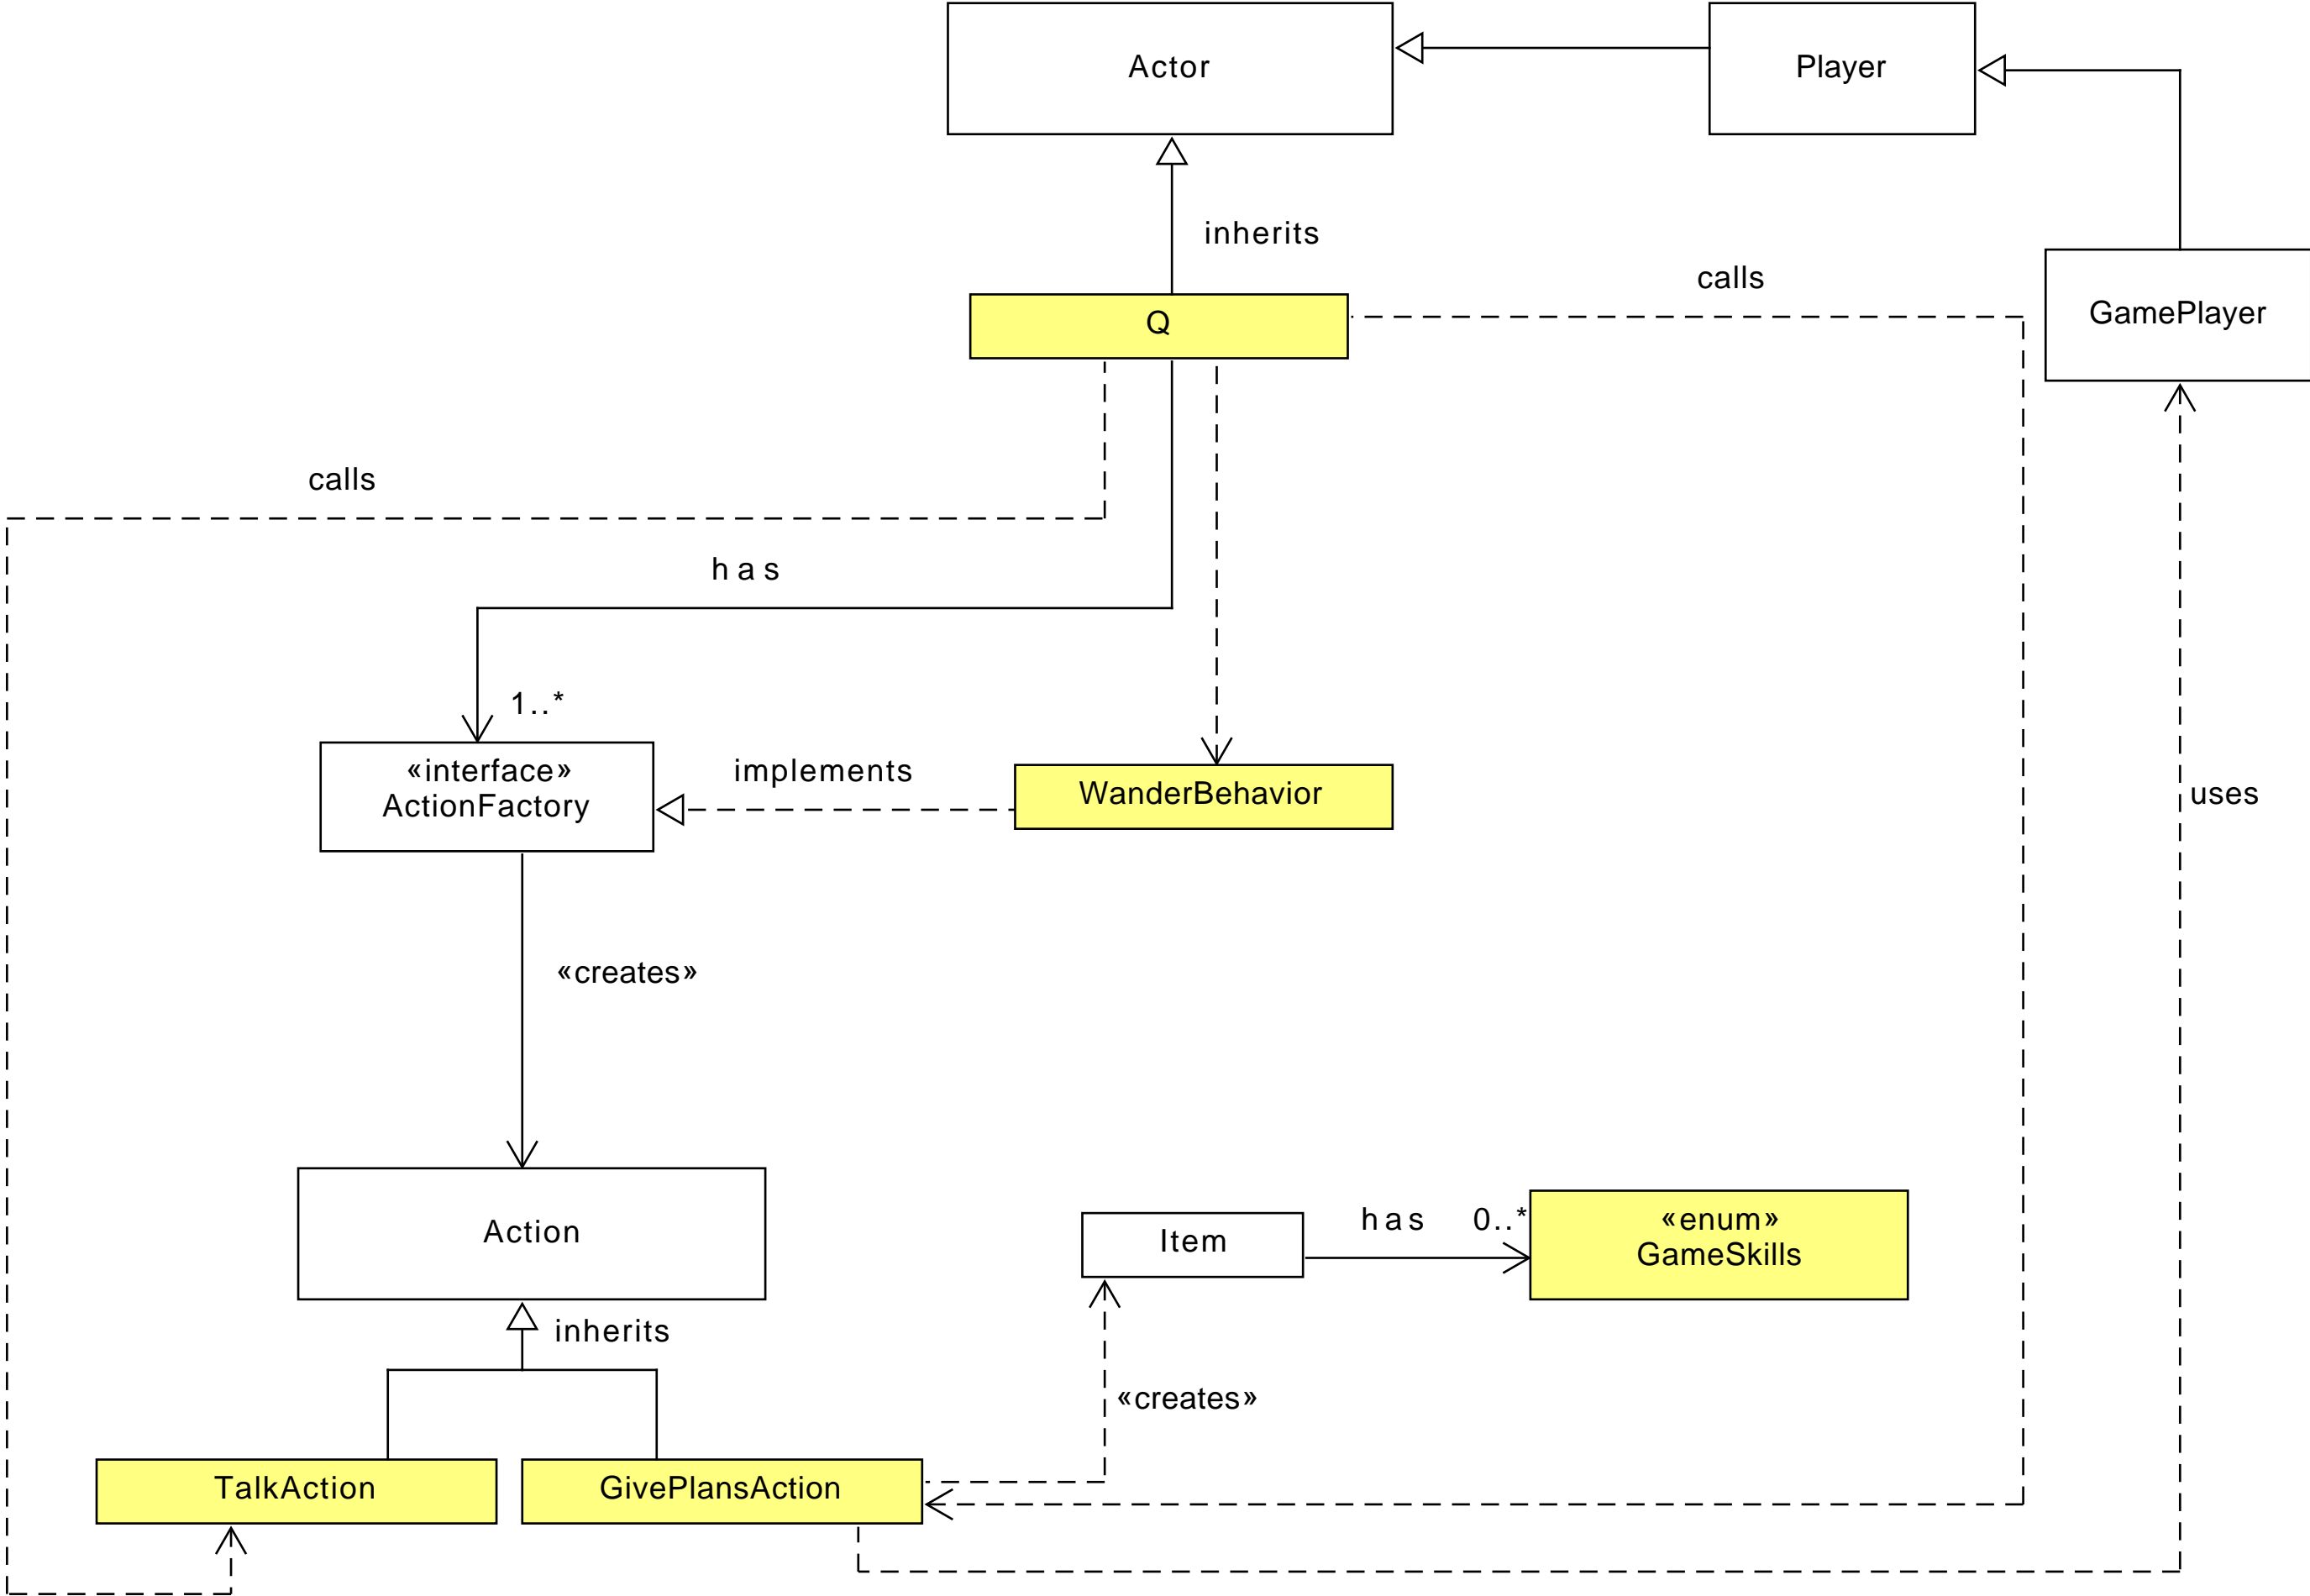 Actor
Player
inherits
calls
GamePlayer
Q
calls
has
1..*
«interface»
ActionFactory
implements
WanderBehavior
uses
«creates»
Action
Item
has
0..*
«enum»
GameSkills
inherits
«creates»
TalkAction
GivePlansAction